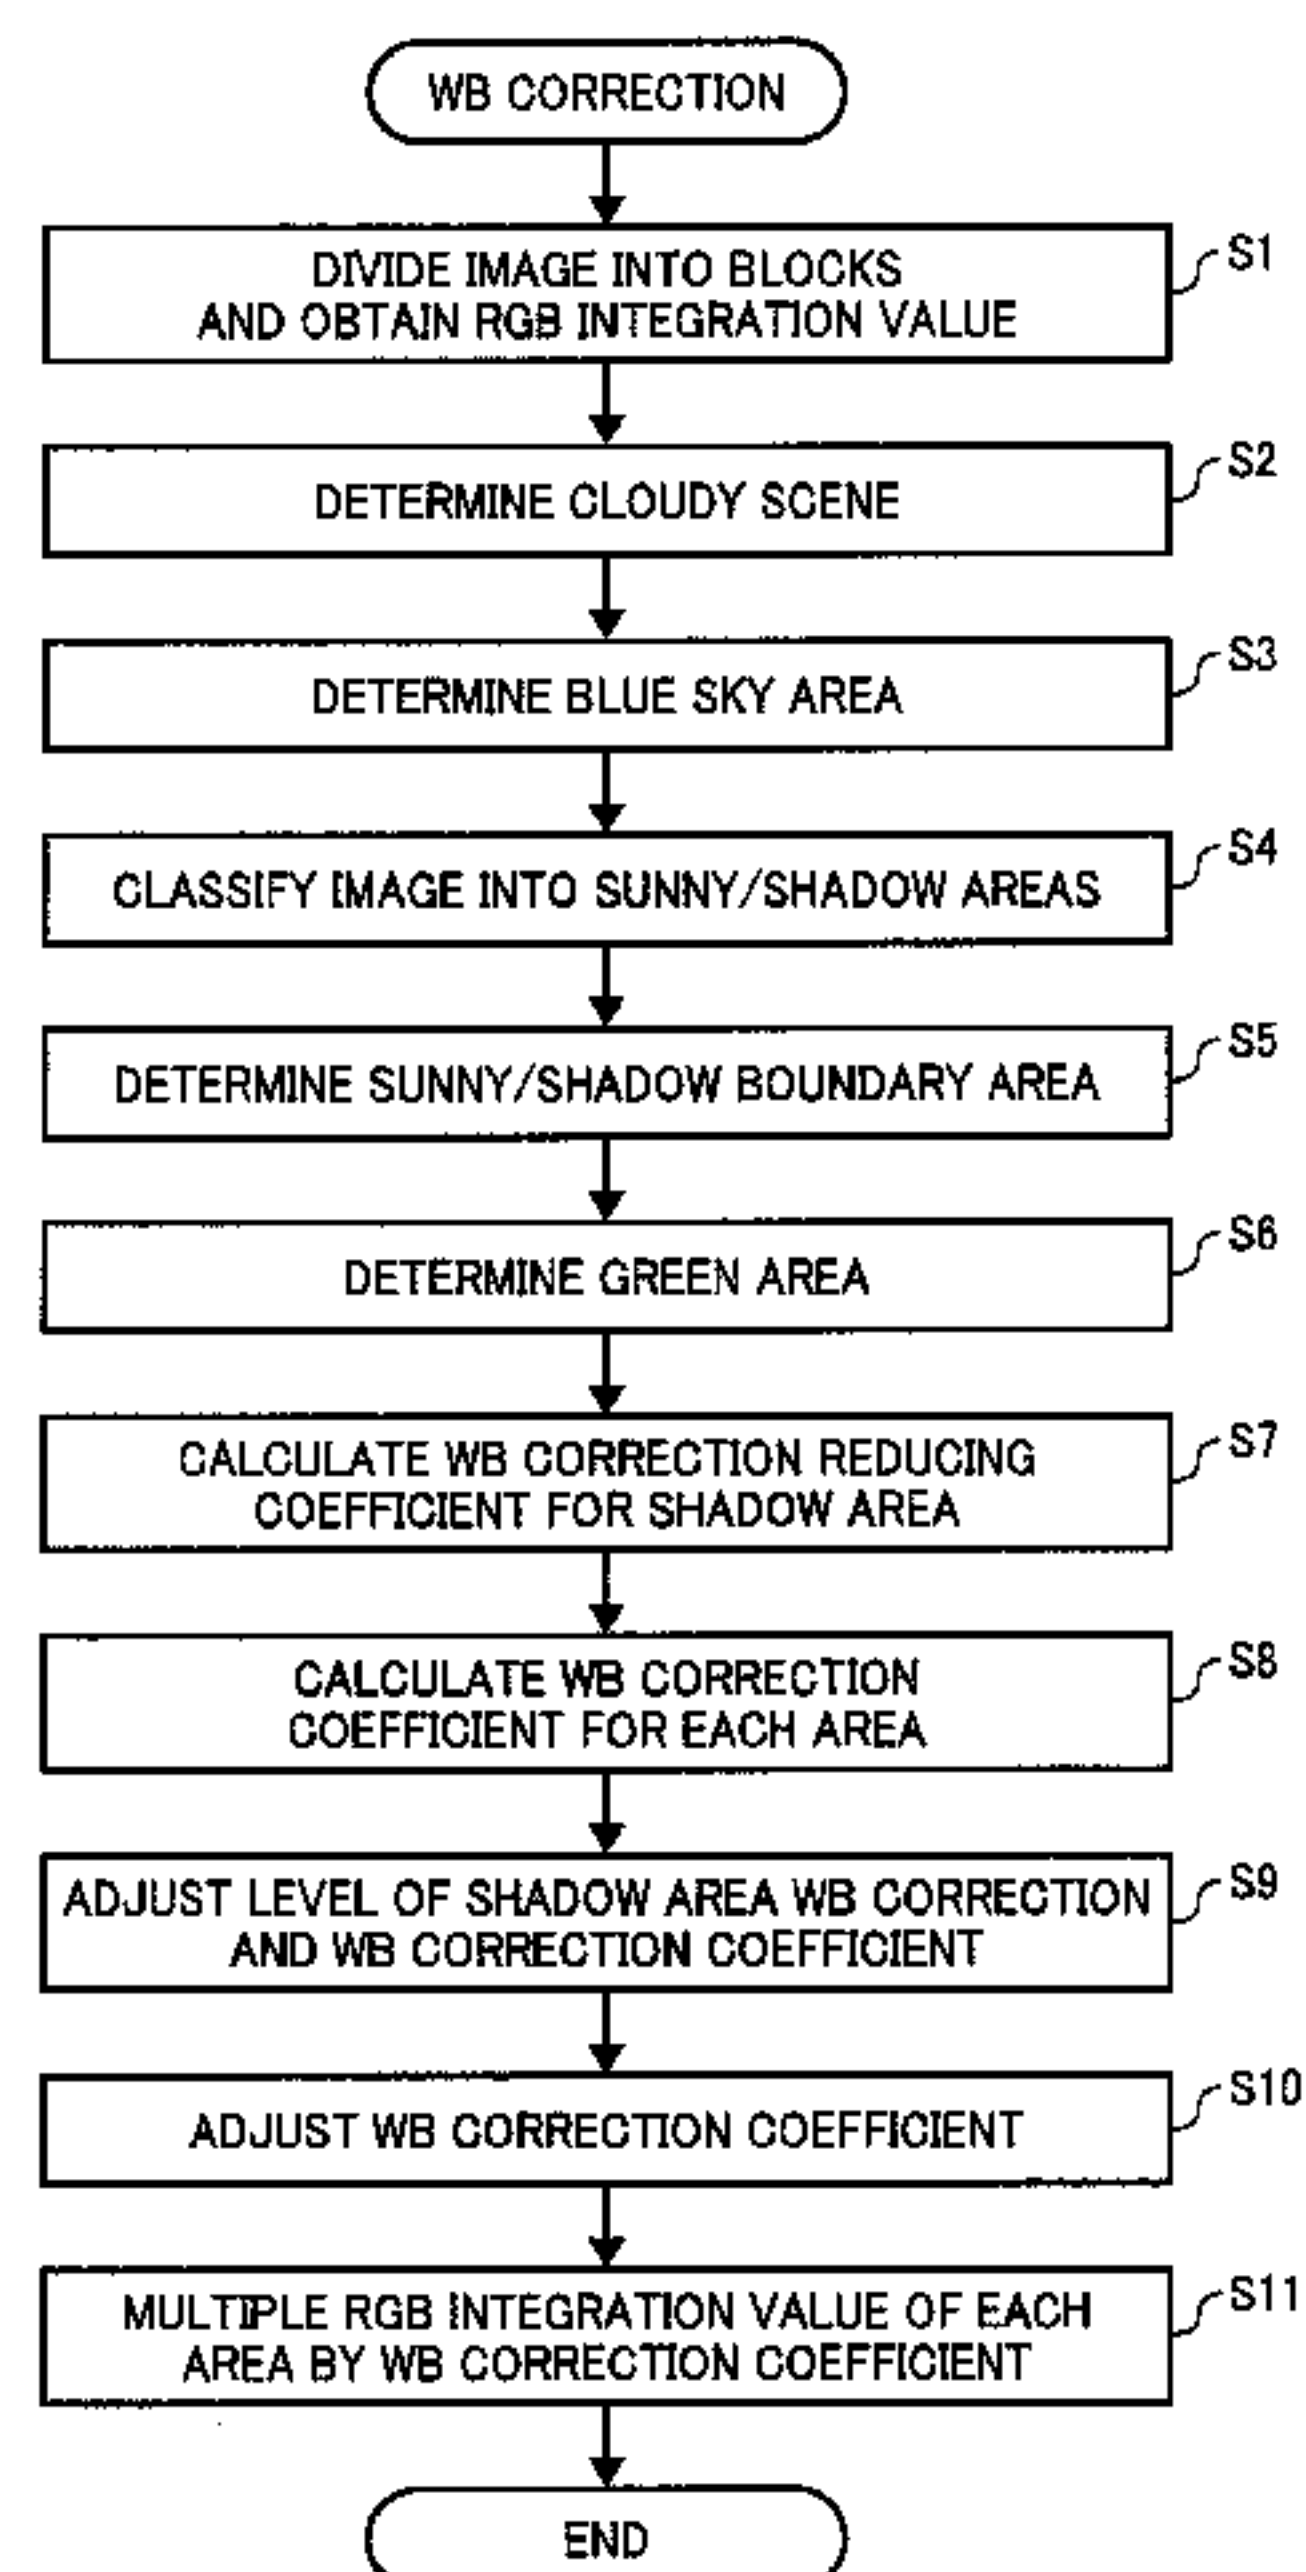 WB CORRECTION
DIVIDE IMAGE INTO BLOCKS
AND OBTAIN RGB INTEGRATION VALUE
S1
DETERMINE CLOUDY SCENE
S2
DETERMINE BLUE SKY AREA
S3
CLASSIFY IMAGE INTO SUNNY/SHADOW AREAS
S4
DETERMINE SUNNY/SHADOW BOUNDARY AREA
S5
DETERMINE GREEN AREA
S6
CALCULATE WB CORRECTION REDUCING
COEFFICIENT FOR SHADOW AREA
S7
CALCULATE WB CORRECTION
COEFFICIENT FOR EACH AREA
S8
ADJUST LEVEL OF SHADOW AREA WB CORRECTION
AND WB CORRECTION COEFFICIENT
S9
ADJUST WB CORRECTION COEFFICIENT
S10
MULTIPLE RGB INTEGRATION VALUE OF EACH
AREA BY WB CORRECTION COEFFICIENT
S11
END